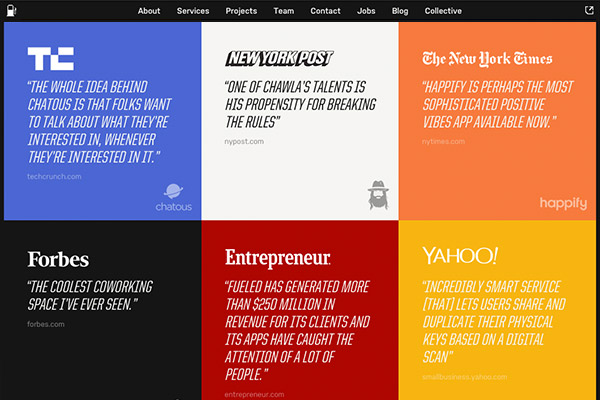 About Services Projects Team Contact Jobs Blog Collective
TC
"THE WHOLE IDEA BEHIND
CHATOUS IS THAT FOLKS WANT
TO TALK ABOUT WHAT THEY'RE
INTERESTED IN, WHENEVER
THEY'RE INTERESTED IN IT."
techcrunch.com
chatous
NEW YORK POST
"ONE OF CHAWLA'S TALENTS IS
HIS PROPENSITY FOR BREAKING
THE RULES"
nypost.com
The New York Times
"HAPPIFY IS PERHAPS THE MOST
SOPHISTICATED POSITIVE
VIBES APP AVAILABLE NOW."
nytimes.com
happify
Forbes
"THE COOLEST COWORKING
SPACE I'VE EVER SEEN."
forbes.com
Entrepreneur
"FUELED HAS GENERATED MORE
THAN $250 MILLION IN
REVENUE FOR ITS CLIENTS AND
ITS APPS HAVE CAUGHT THE
ATTENTION OF A LOT OF
PEOPLE."
entrepreneur.com
YAHOO!
"INCREDIBLY SMART SERVICE
[THAT] LETS USERS SHARE AND
DUPLICATE THEIR PHYSICAL
KEYS BASED ON A DIGITAL
SCAN"
smallbusiness.yahoo.com